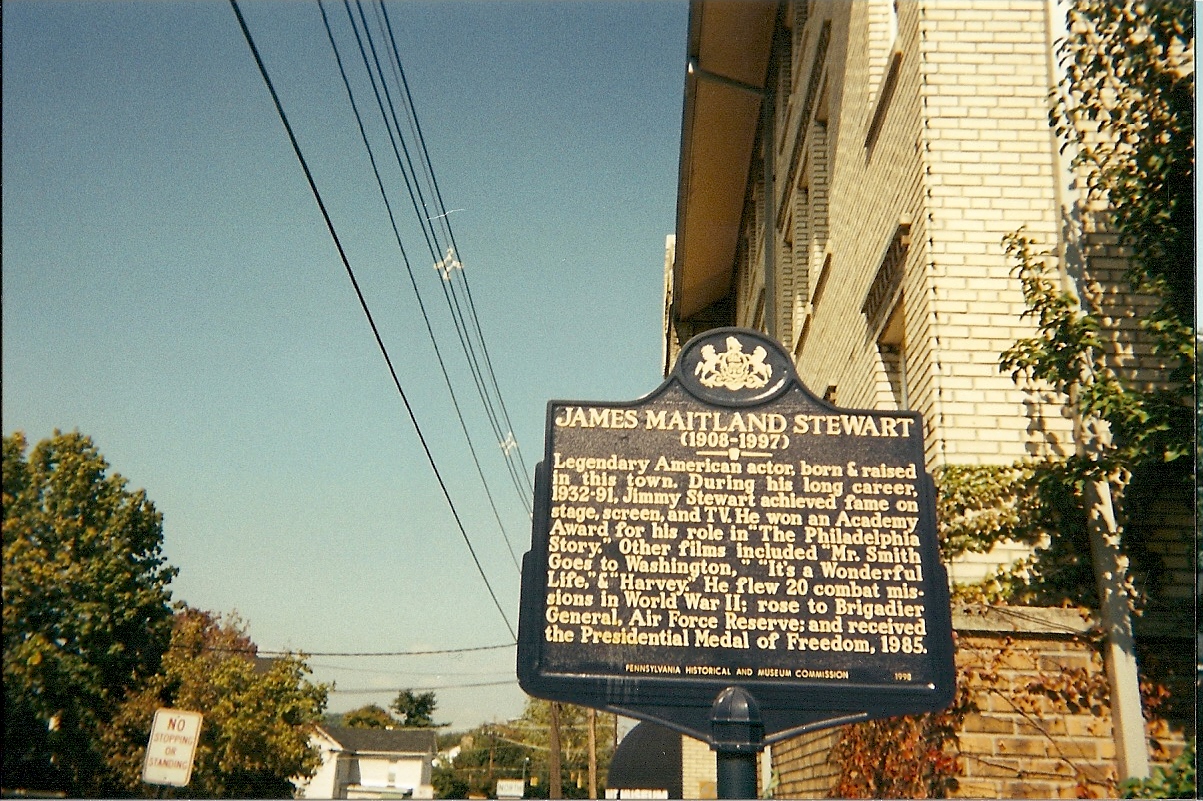 JAMES MAITLAND STEWART
(1908-1997)
Legendary American actor, born & raised
in this town. During his long career,
1932-91, Jimmy Stewart achieved fame on
stage, screen, and TV. He won an Academy
Award for his role in "The Philadelphia
Story." Other films included "Mr. Smith
Goes to Washington," "It's a Wonderful
Life," & "Harvey." He flew 20 combat mis-
sions in World War II; rose to Brigadier
General, Air Force Reserve; and received
the Presidential Medal of Freedom, 1985.
PENNSYLVANIA HISTORICAL AND MUSEUM COMMISSION 1998
NO
STOPPING
OR
STANDING